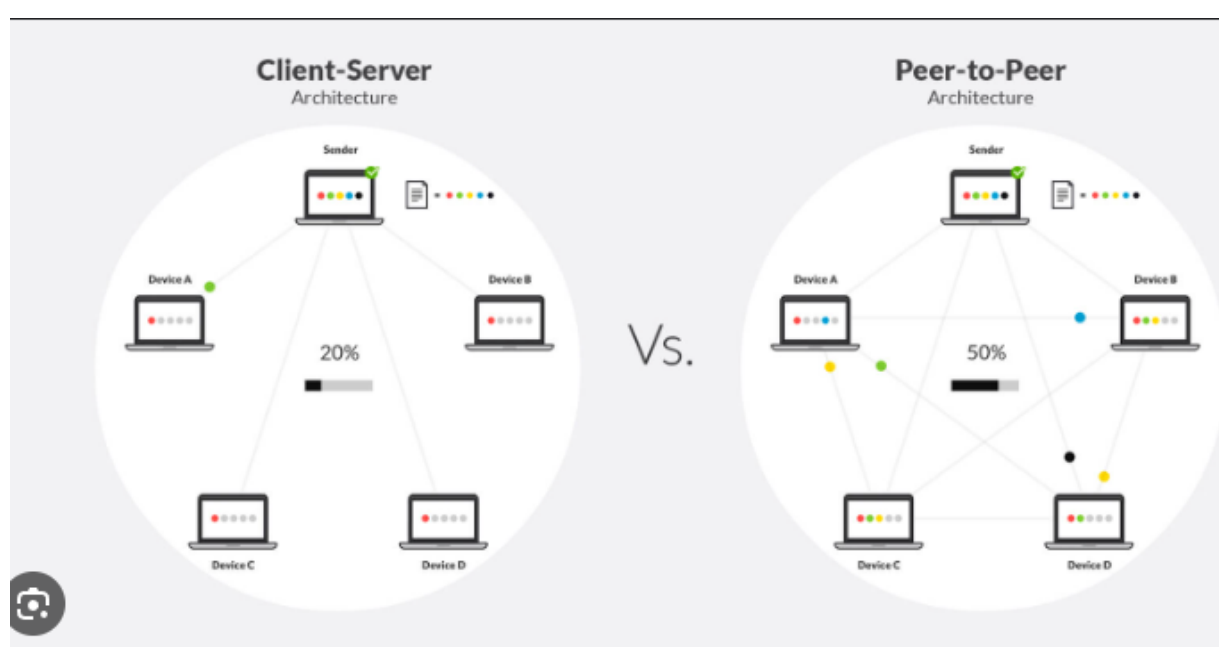 Client-Server
Architecture
Sender
=
Device A
Device B
20%
Device C
Device D
Vs.
Peer-to-Peer
Architecture
Sender
=
Device A
Device B
50%
Device C
Device D